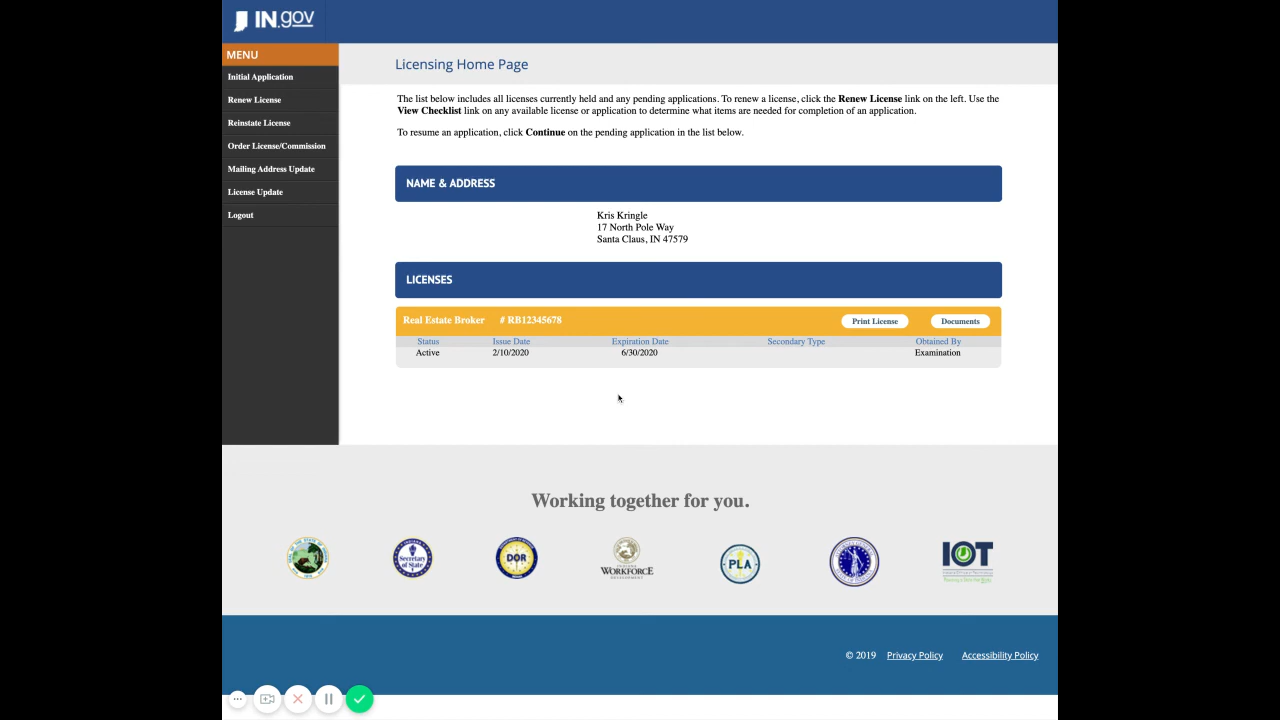 IN.gov
MENU
Initial Application
Renew License
Reinstate License
Order License/Commission
Mailing Address Update
License Update
Logout
Licensing Home Page
The list below includes all licenses currently held and any pending applications. To renew a license, click the Renew License link on the left. Use the
View Checklist link on any available license or application to determine what items are needed for completion of an application.
To resume an application, click Continue on the pending application in the list below.
NAME & ADDRESS
Kris Kringle
17 North Pole Way
Santa Claus, IN 47579
LICENSES
Real Estate Broker # RB12345678 Print License Documents
Status Issue Date Expiration Date Secondary Type Obtained By
Active 2/10/2020 6/30/2020 Examination
Working together for you.
Secretary
of State
DOR
WORKFORCE
PLA
IOT
© 2019 Privacy Policy Accessibility Policy